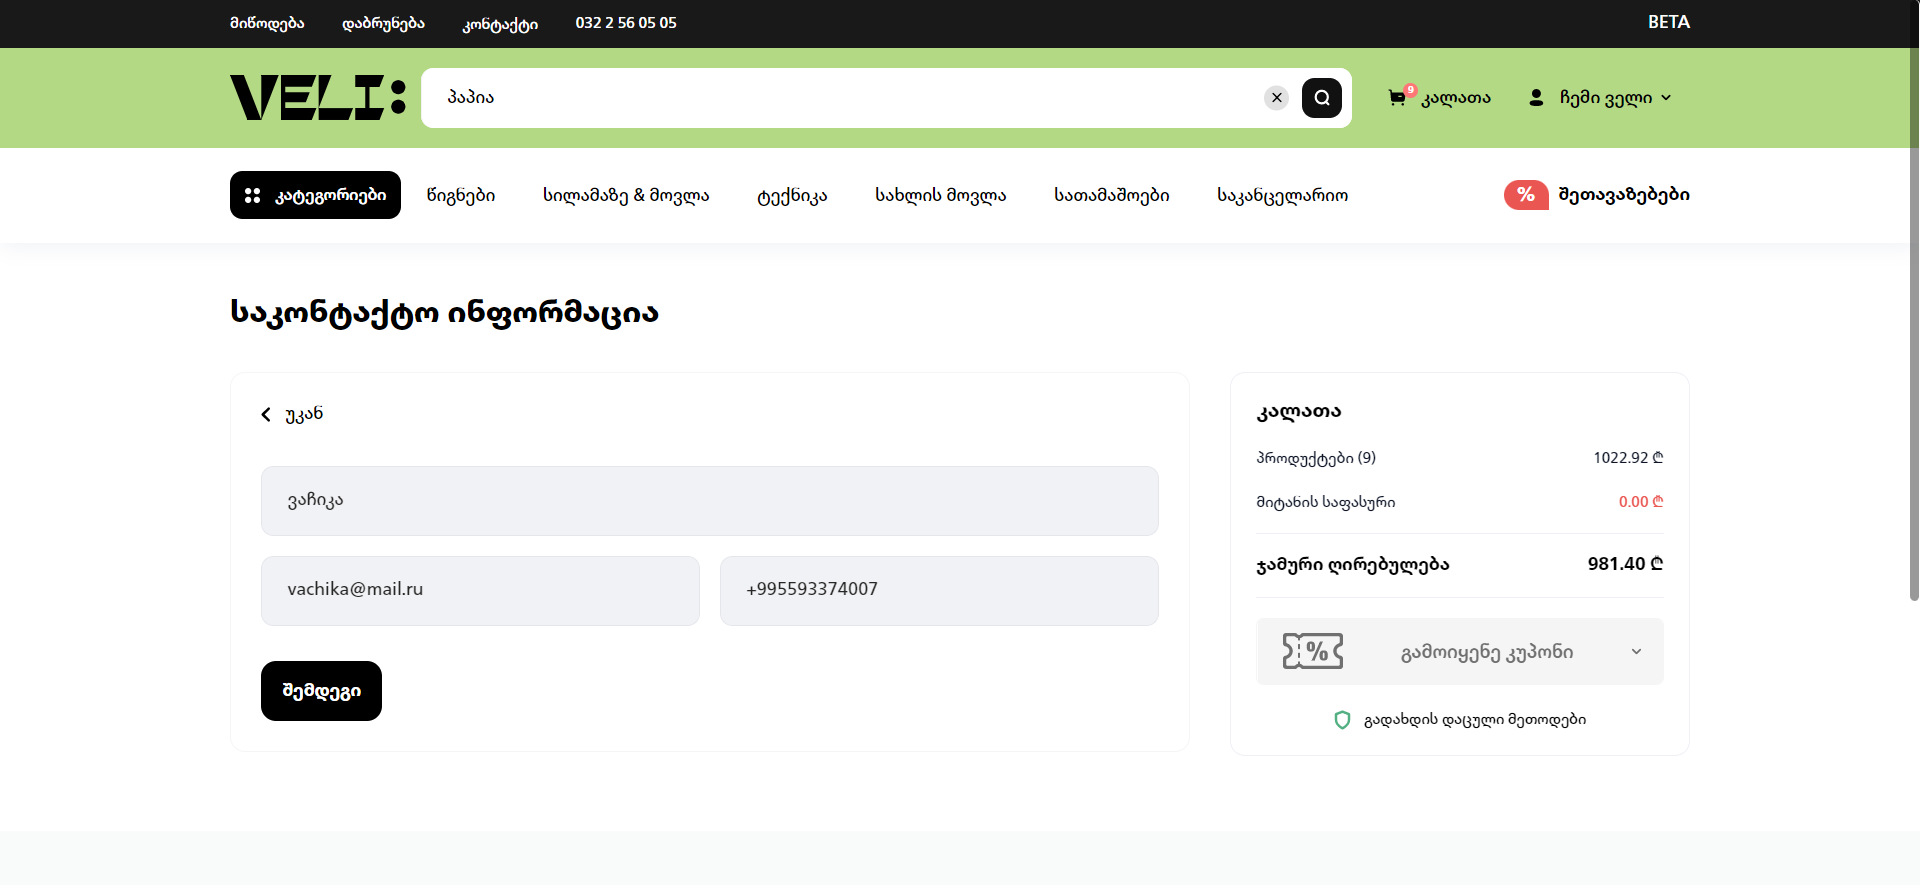 მიწოდება დაბრუნება კონტაქტი 032 2 56 05 05 BETA
VELI: პაპია 9 კალათა ჩემი ველი
კატეგორიები წიგნები სილამაზე & მოვლა ტექნიკა სახლის მოვლა სათამაშოები საკანცელარიო % შეთავაზებები
საკონტაქტო ინფორმაცია
უკან
ვაჩიკა
vachika@mail.ru +995593374007
შემდეგი
კალათა
პროდუქტები (9) 1022.92 ₾
მიტანის საფასური 0.00 ₾
ჯამური ღირებულება 981.40 ₾
% გამოიყენე კუპონი
გადახდის დაცული მეთოდები